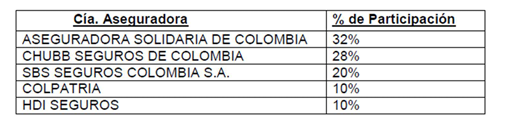 Cía. Aseguradora % de Participación
ASEGURADORA SOLIDARIA DE COLOMBIA 32%
CHUBB SEGUROS DE COLOMBIA 28%
SBS SEGUROS COLOMBIA S.A. 20%
COLPATRIA 10%
HDI SEGUROS 10%